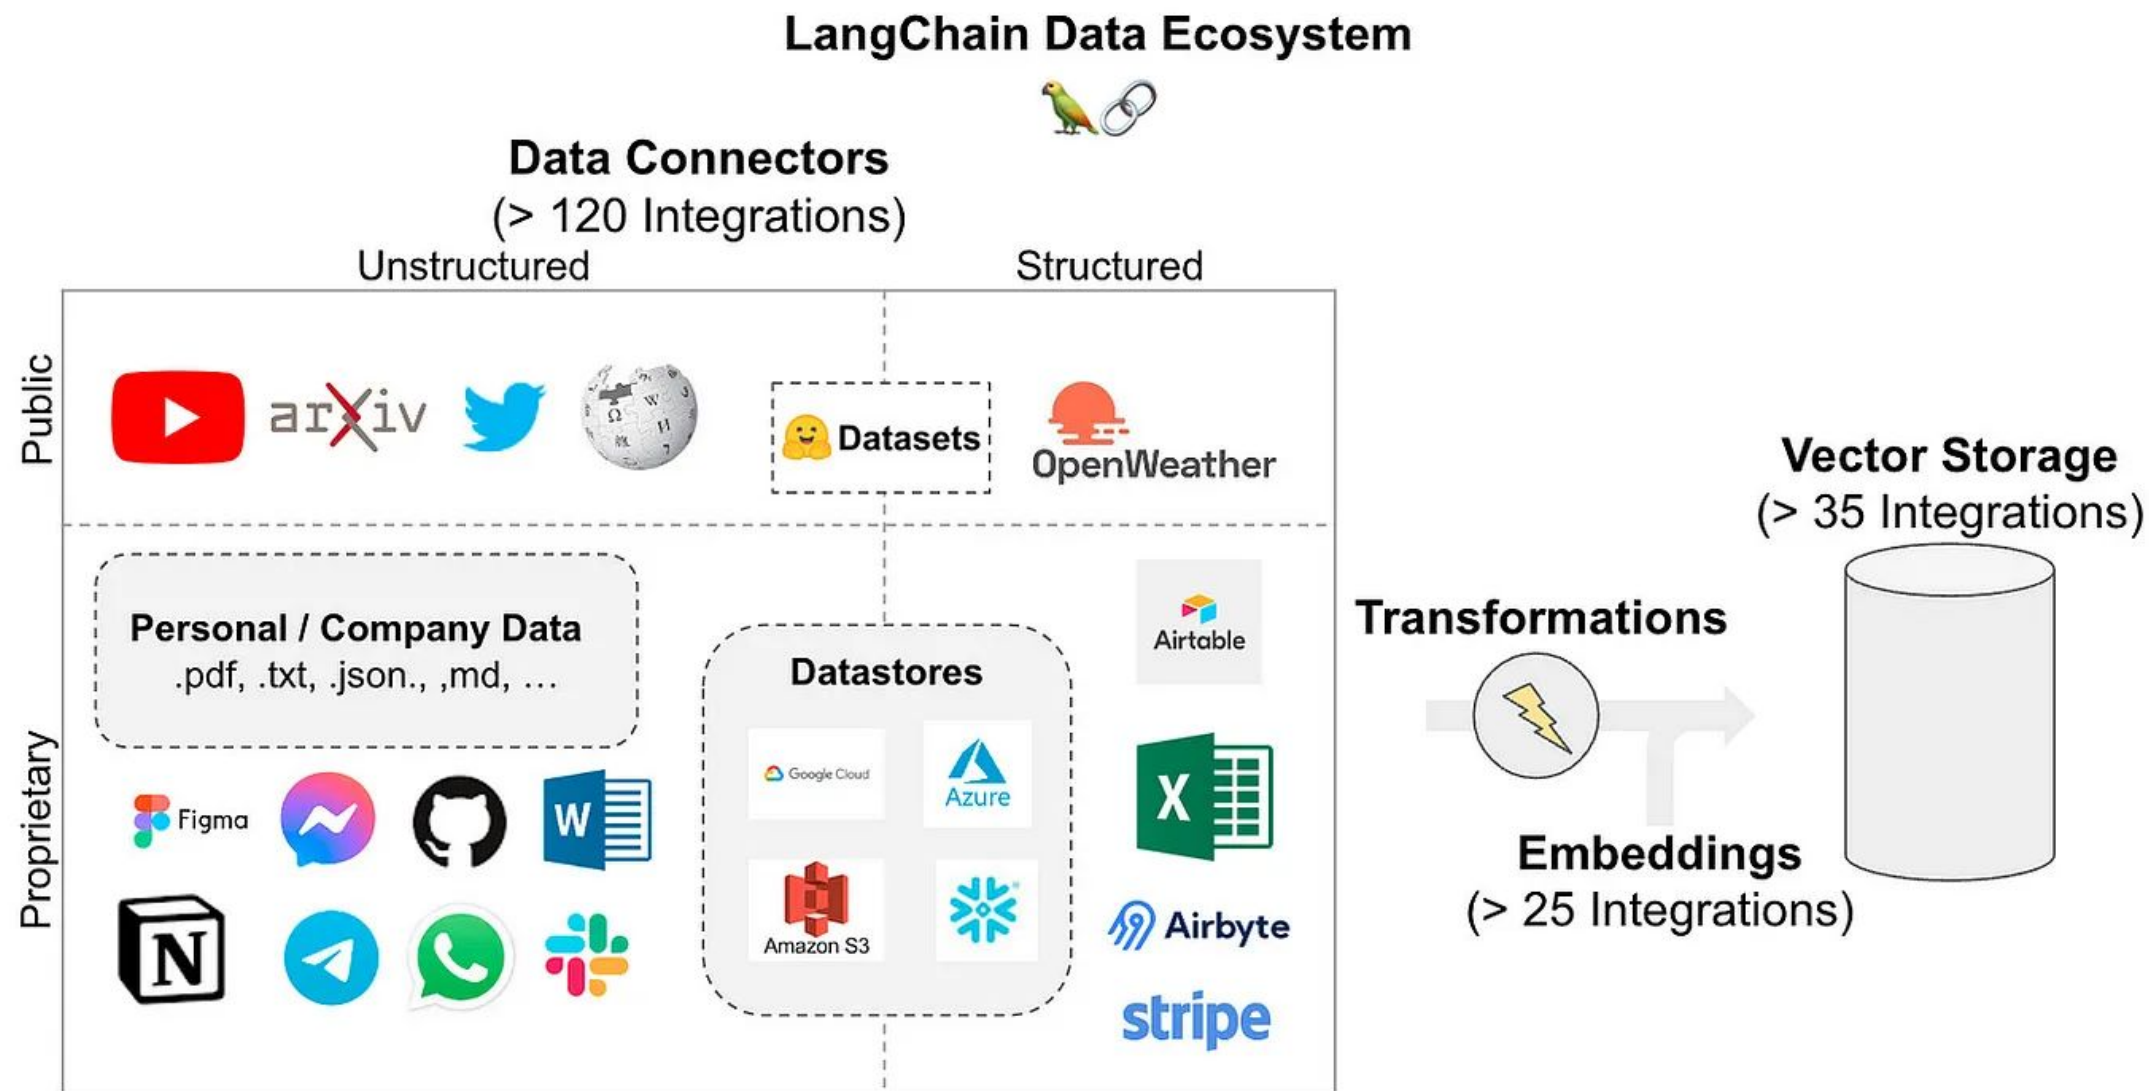 LangChain Data Ecosystem
Data Connectors
(> 120 Integrations)
Unstructured
Structured
Public
arXiv
Datasets
OpenWeather
Proprietary
Personal / Company Data
.pdf, .txt, .json., ,md, …
Figma
W
N
Datastores
Google Cloud
Azure
Amazon S3
Airtable
X
Airbyte
stripe
Transformations
Embeddings
(> 25 Integrations)
Vector Storage
(> 35 Integrations)